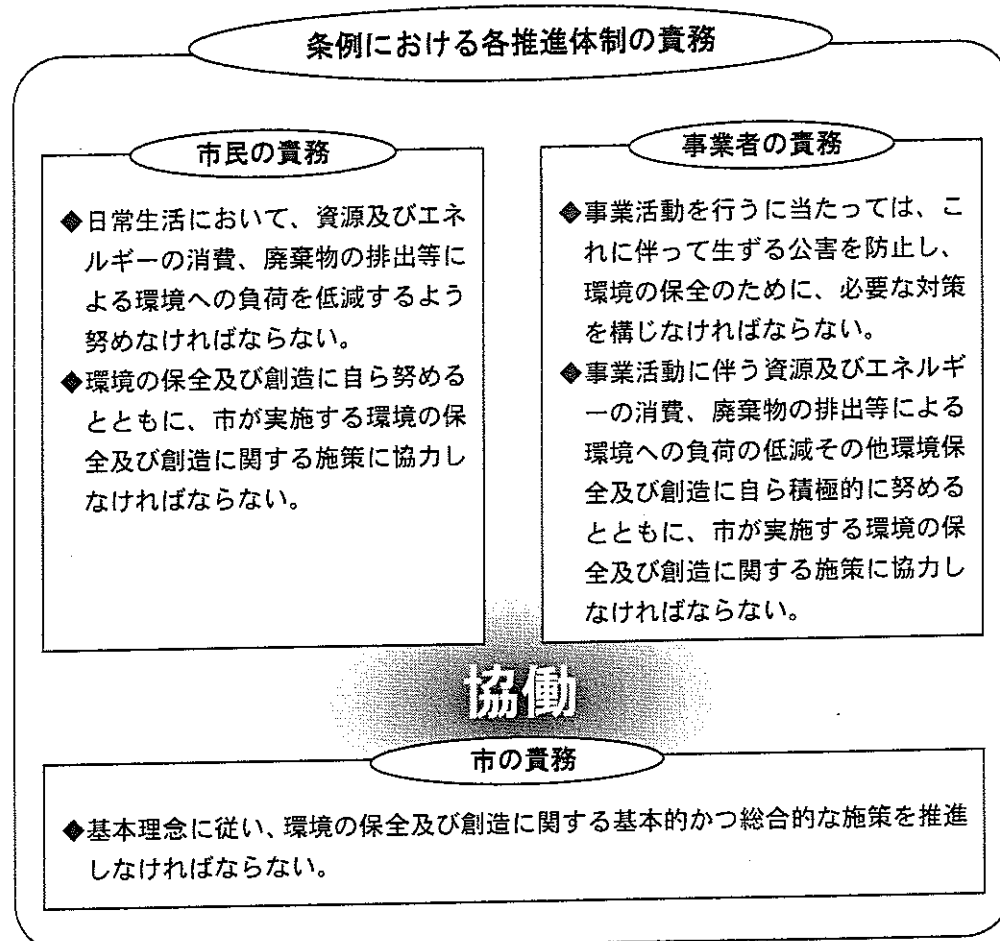 条例における各推進体制の責務
市民の責務
◆日常生活において、資源及びエネ
ルギーの消費、廃棄物の排出等に
よる環境への負荷を低減するよう
努めなければならない。
◆環境の保全及び創造に自ら努める
とともに、市が実施する環境の保
全及び創造に関する施策に協力し
なければならない。
事業者の責務
◆事業活動を行うに当たっては、こ
れに伴って生ずる公害を防止し、
環境の保全のために、必要な対策
を構じなければならない。
◆事業活動に伴う資源及びエネルギ
ーの消費、廃棄物の排出等による
環境への負荷の低減その他環境保
全及び創造に自ら積極的に努める
とともに、市が実施する環境の保
全及び創造に関する施策に協力し
なければならない。
協働
市の責務
◆基本理念に従い、環境の保全及び創造に関する基本的かつ総合的な施策を推進
しなければならない。